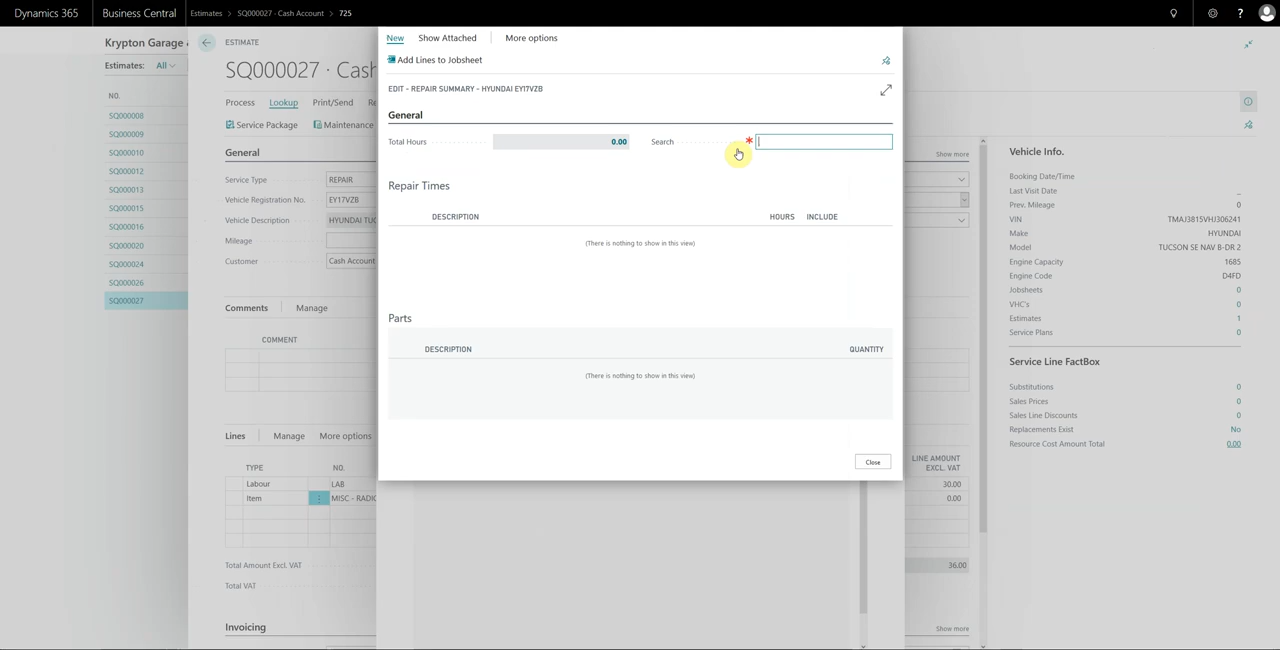 Dynamics 365
Business Central
Estimates > SQ000027 · Cash Account > 725
?
Krypton Garage
Estimates: All
NO.
SQ000008
SQ000009
SQ000010
SQ000012
SQ000013
SQ000015
SQ000016
SQ000020
SQ000024
SQ000026
SQ000027
ESTIMATE
SQ000027 · Cash
Process
Lookup
Print/Send
Service Package
Maintenance
General
Show more
Service Type
REPAIR
Vehicle Registration No.
EY17VZB
Vehicle Description
HYUNDAI TUC
Mileage
Customer
Cash Account
Comments
Manage
COMMENT
Lines
Manage
More options
TYPE
NO.
LINE AMOUNT
EXCL. VAT
Labour
LAB
30.00
Item
MISC - RADI
0.00
Total Amount Excl. VAT
36.00
Total VAT
Invoicing
Show more
New
Show Attached
More options
Add Lines to Jobsheet
EDIT - REPAIR SUMMARY - HYUNDAI EY17VZB
General
Total Hours
0.00
Search
*
Repair Times
DESCRIPTION
HOURS
INCLUDE
(There is nothing to show in this view)
Parts
DESCRIPTION
QUANTITY
(There is nothing to show in this view)
Close
Vehicle Info.
Booking Date/Time
Last Visit Date
_
Prev. Mileage
0
VIN
TMAJ3815VHJ306241
Make
HYUNDAI
Model
TUCSON SE NAV B-DR 2
Engine Capacity
1685
Engine Code
D4FD
Jobsheets
0
VHC's
0
Estimates
1
Service Plans
0
Service Line FactBox
Substitutions
0
Sales Prices
0
Sales Line Discounts
0
Replacements Exist
No
Resource Cost Amount Total
0.00